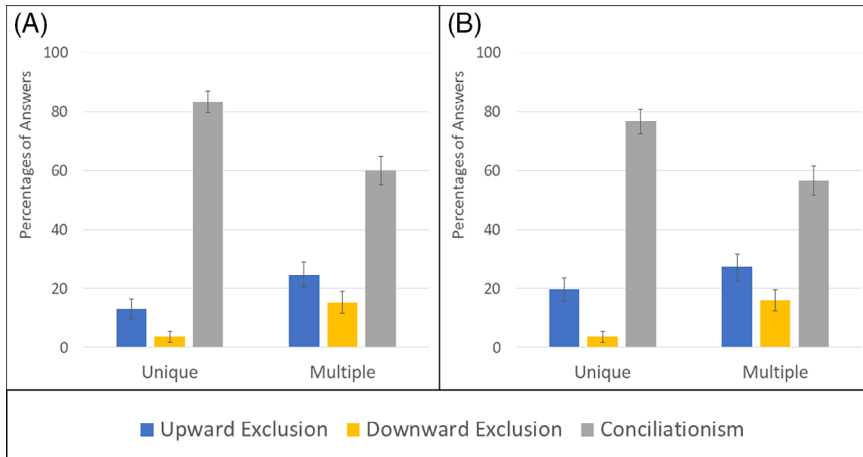 (A)
Percentages of Answers
100
80
60
40
20
0
Unique Multiple
(B)
Percentages of Answers
100
80
60
40
20
0
Unique Multiple
Upward Exclusion Downward Exclusion Conciliationism